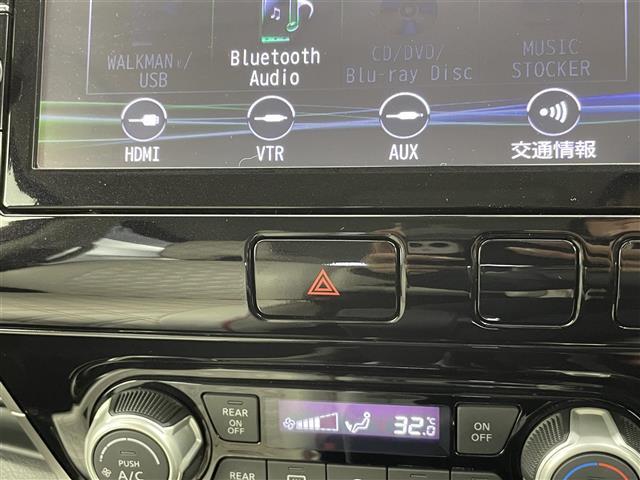 WALKMAN®/
USB
Bluetooth
Audio
CD/DVD/
Blu-ray Disc
MUSIC
STOCKER
HDMI
VTR
AUX
交通情報
REAR
ON
OFF
32.0
°C
ON
OFF
PUSH
A/C
REAR